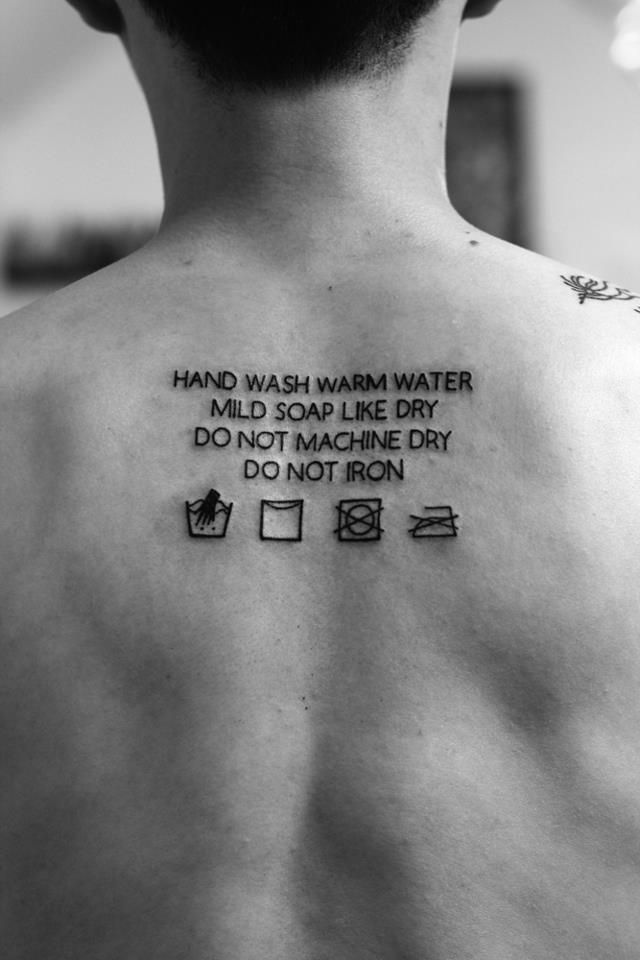 HAND WASH WARM WATER
MILD SOAP LIKE DRY
DO NOT MACHINE DRY
DO NOT IRON